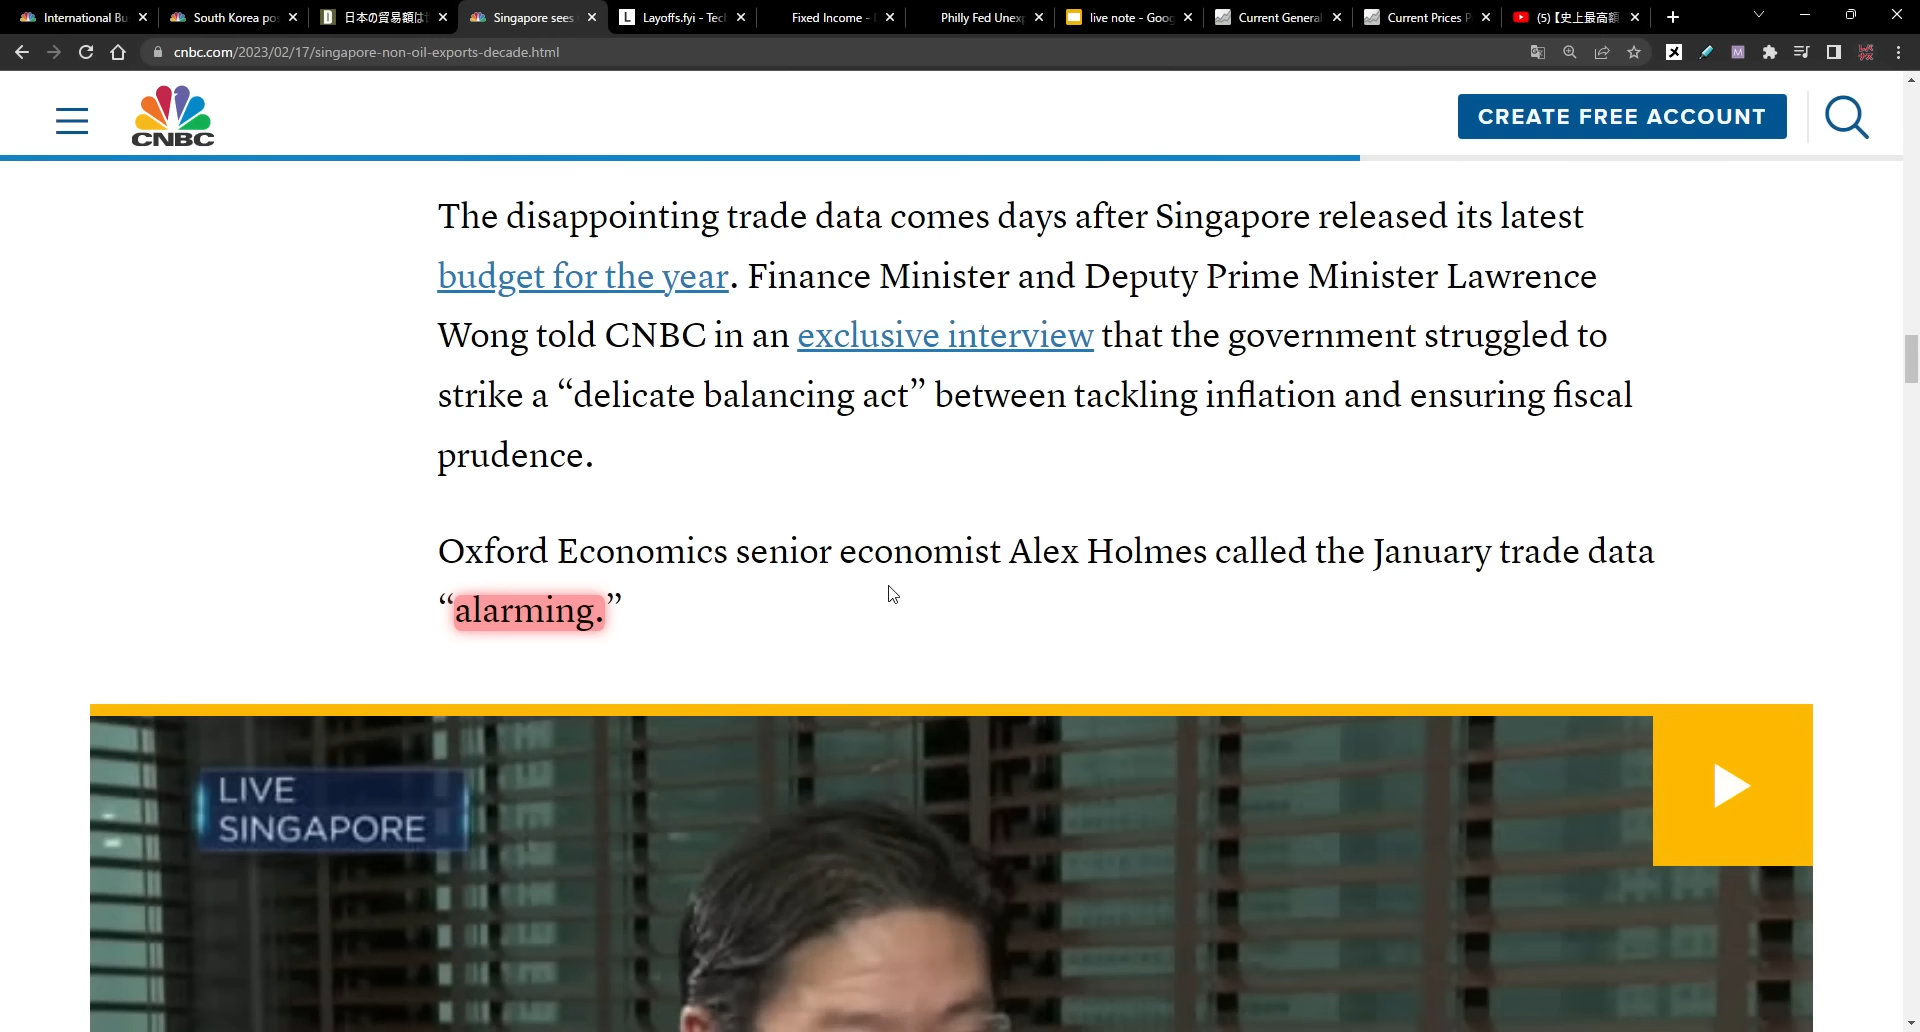 International Bu
South Korea po
日本の貿易額は
Singapore sees
Layoffs.fyi - Tec
Fixed Income -
Philly Fed Unex
live note - Goog
Current General
Current Prices P
(5)【史上最高額
cnbc.com/2023/02/17/singapore-non-oil-exports-decade.html
CNBC
CREATE FREE ACCOUNT
The disappointing trade data comes days after Singapore released its latest
budget for the year. Finance Minister and Deputy Prime Minister Lawrence
Wong told CNBC in an exclusive interview that the government struggled to
strike a “delicate balancing act” between tackling inflation and ensuring fiscal
prudence.
Oxford Economics senior economist Alex Holmes called the January trade data
“alarming.”
LIVE
SINGAPORE